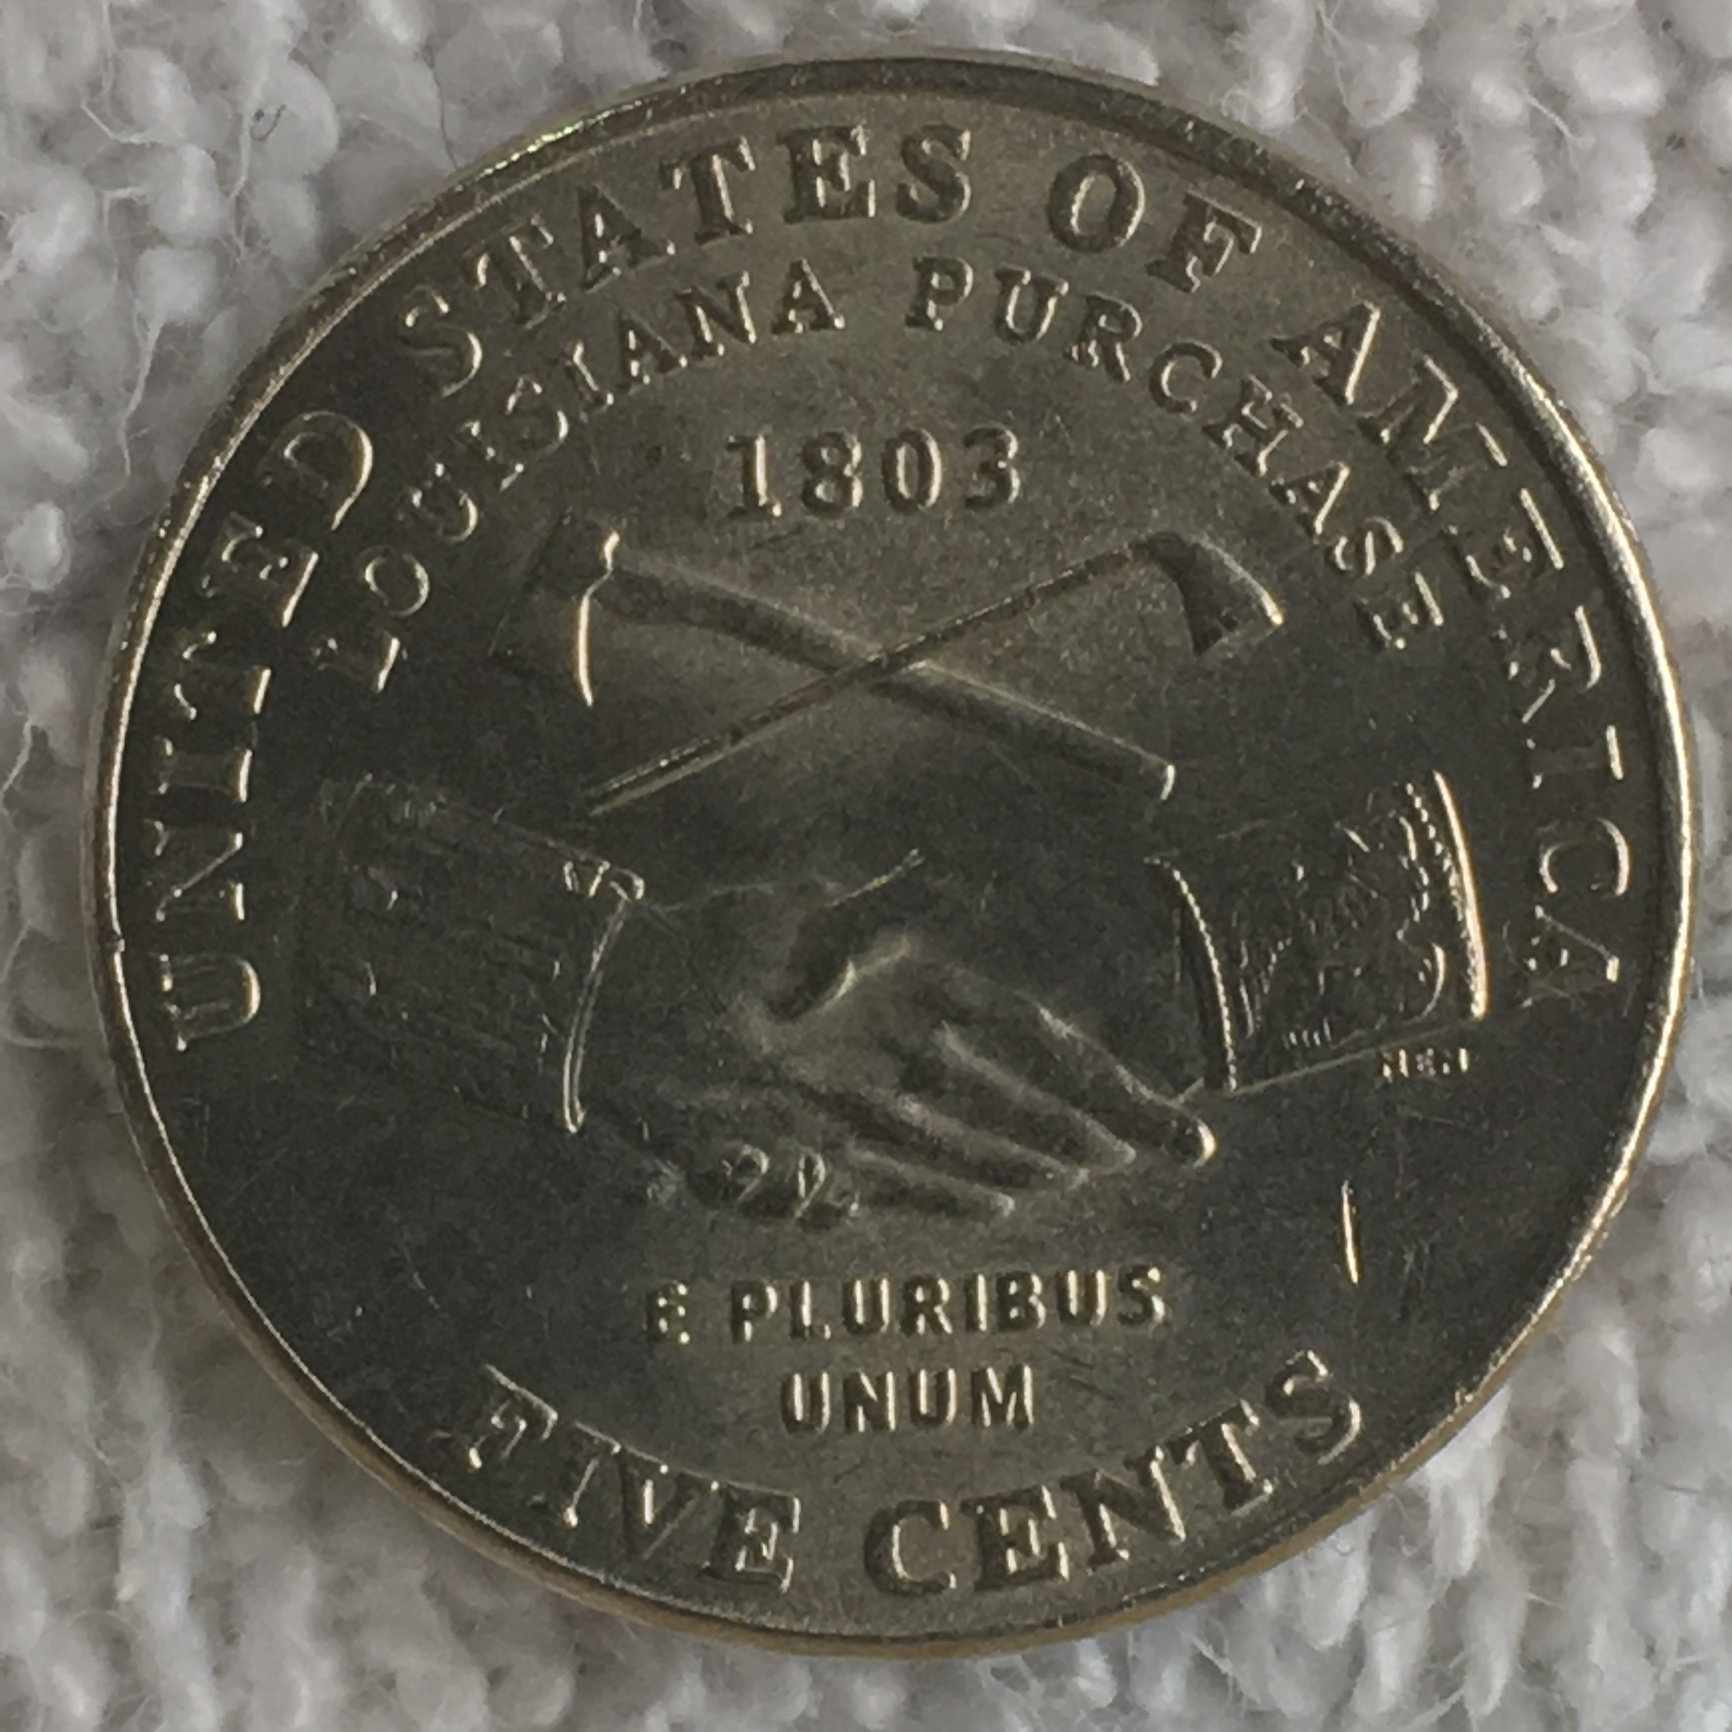 UNITED STATES OF AMERICA
LOUISIANA PURCHASE
1803
E PLURIBUS
UNUM
FIVE CENTS